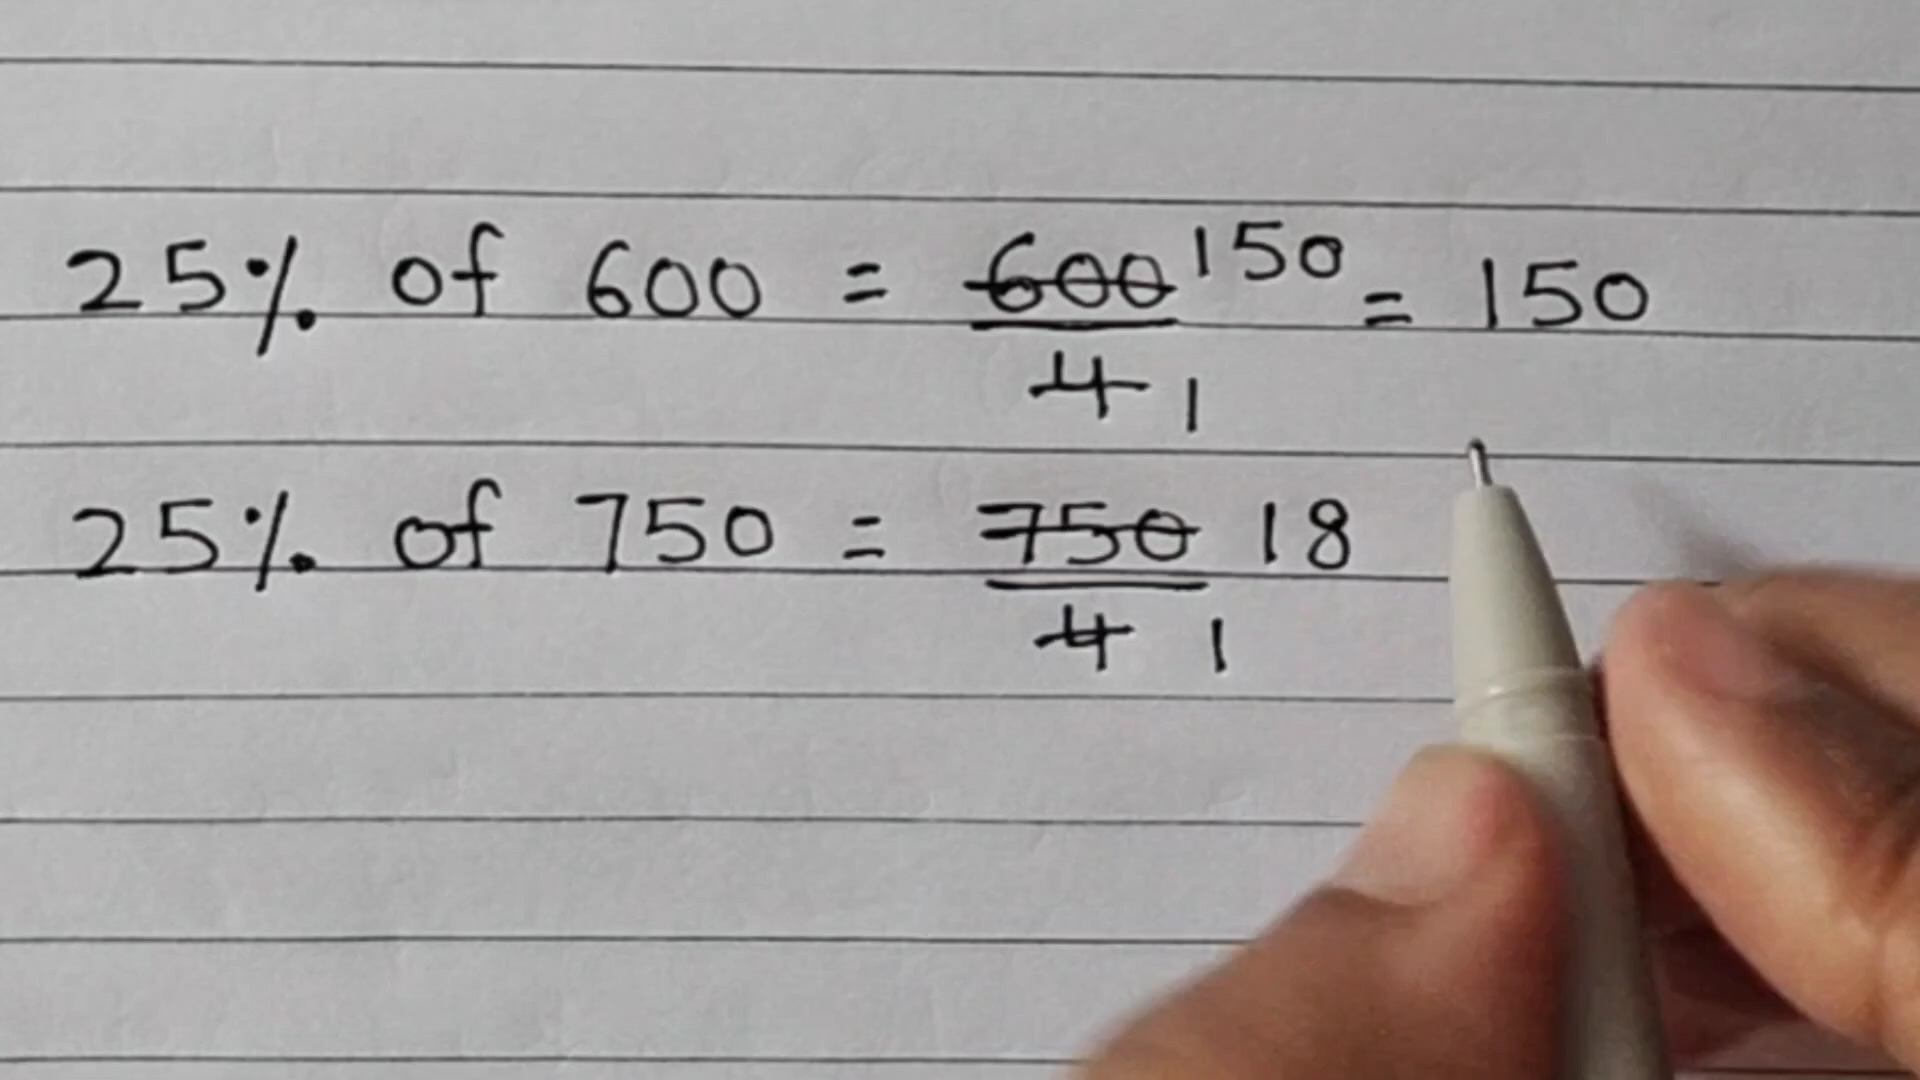 25% of 600 = 600/4 150 1 = 150
25% of 750 = 750/4 18 1